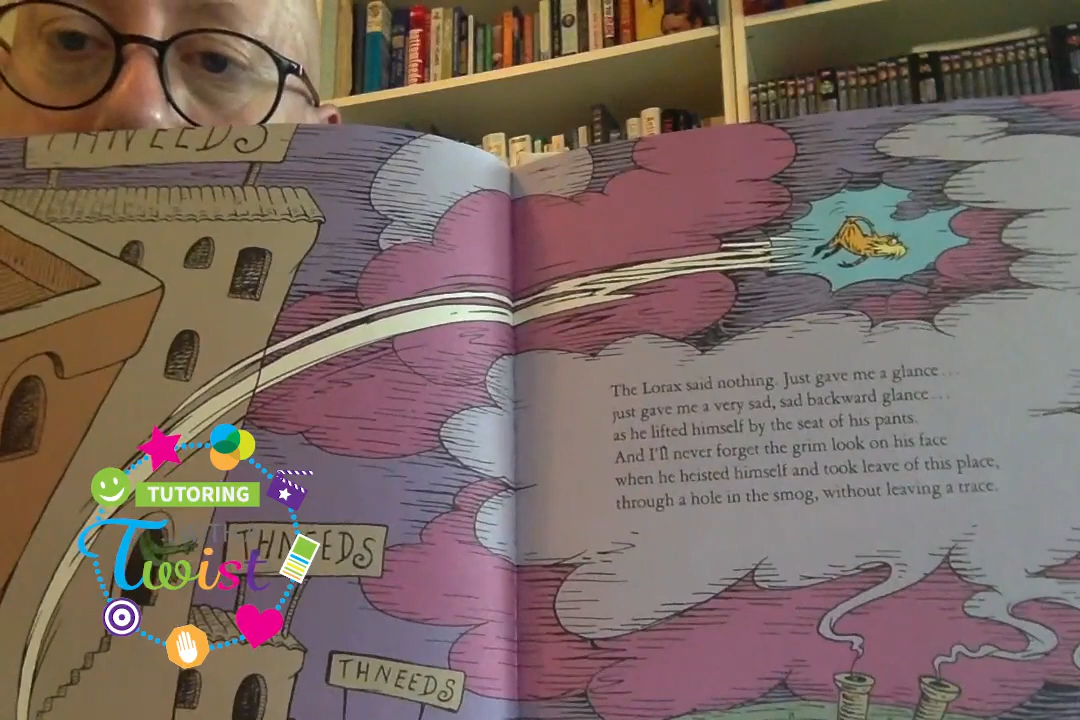 THNEEDS
The Lorax said nothing. Just gave me a glance...
just gave me a very sad, sad backward glance...
as he lifted himself by the seat of his pants.
And I'll never forget the grim look on his face
when he heisted himself and took leave of this place,
through a hole in the smog, without leaving a trace.
TUTORING
Twist
THNEEDS
THNEEDS